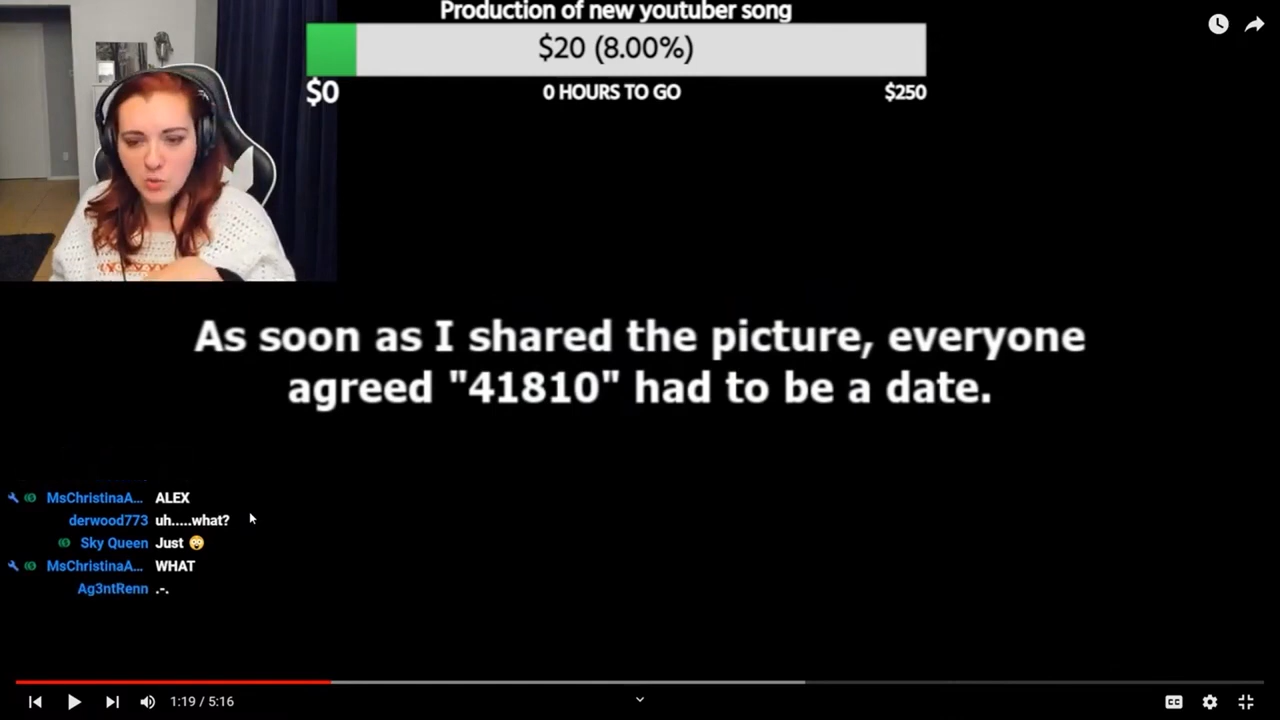 Production of new youtuber song
$20 (8.00%)
$0 0 HOURS TO GO $250
As soon as I shared the picture, everyone
agreed "41810" had to be a date.
MsChristinaA... ALEX
derwood773 uh.....what?
Sky Queen Just 😳
MsChristinaA... WHAT
Ag3ntRenn .-.
1:19 / 5:16
CC